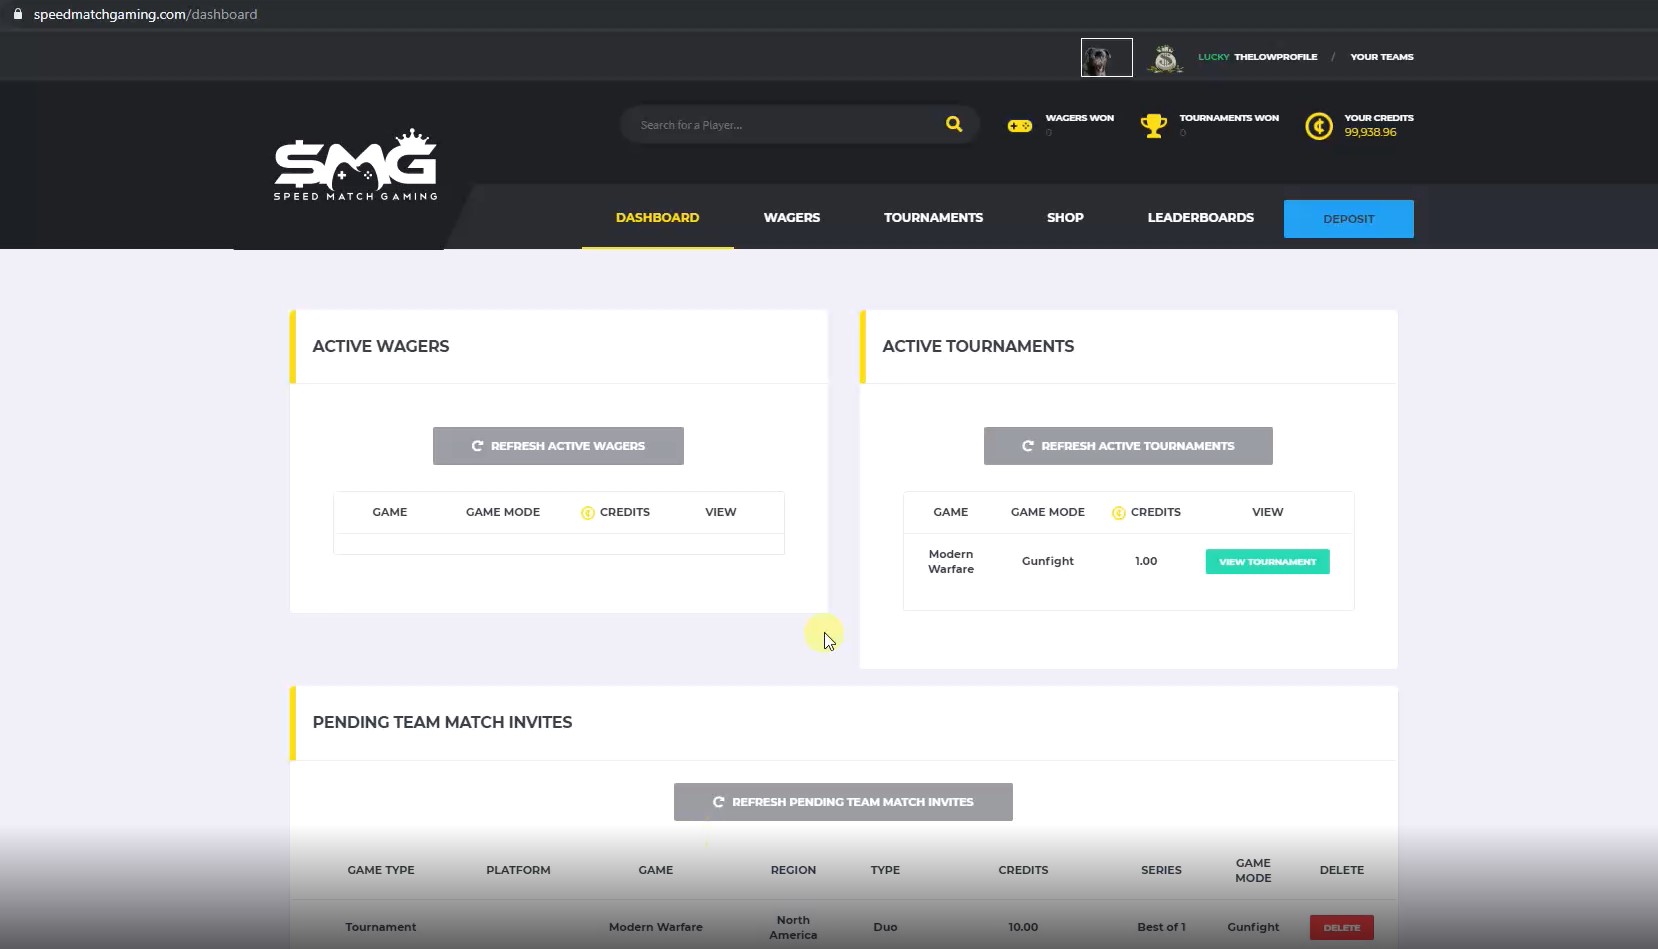 speedmatchgaming.com/dashboard
LUCKY THELOWPROFILE / YOUR TEAMS
Search for a Player...
WAGERS WON
0
TOURNAMENTS WON
0
YOUR CREDITS
99,938.96
SMG
SPEED MATCH GAMING
DASHBOARD WAGERS TOURNAMENTS SHOP LEADERBOARDS DEPOSIT
ACTIVE WAGERS
REFRESH ACTIVE WAGERS
GAME GAME MODE CREDITS VIEW
ACTIVE TOURNAMENTS
REFRESH ACTIVE TOURNAMENTS
GAME GAME MODE CREDITS VIEW
Modern
Warfare
Gunfight 1.00 VIEW TOURNAMENT
PENDING TEAM MATCH INVITES
REFRESH PENDING TEAM MATCH INVITES
GAME TYPE PLATFORM GAME REGION TYPE CREDITS SERIES
GAME
MODE
DELETE
Tournament Modern Warfare
North
America
Duo 10.00 Best of 1 Gunfight DELETE